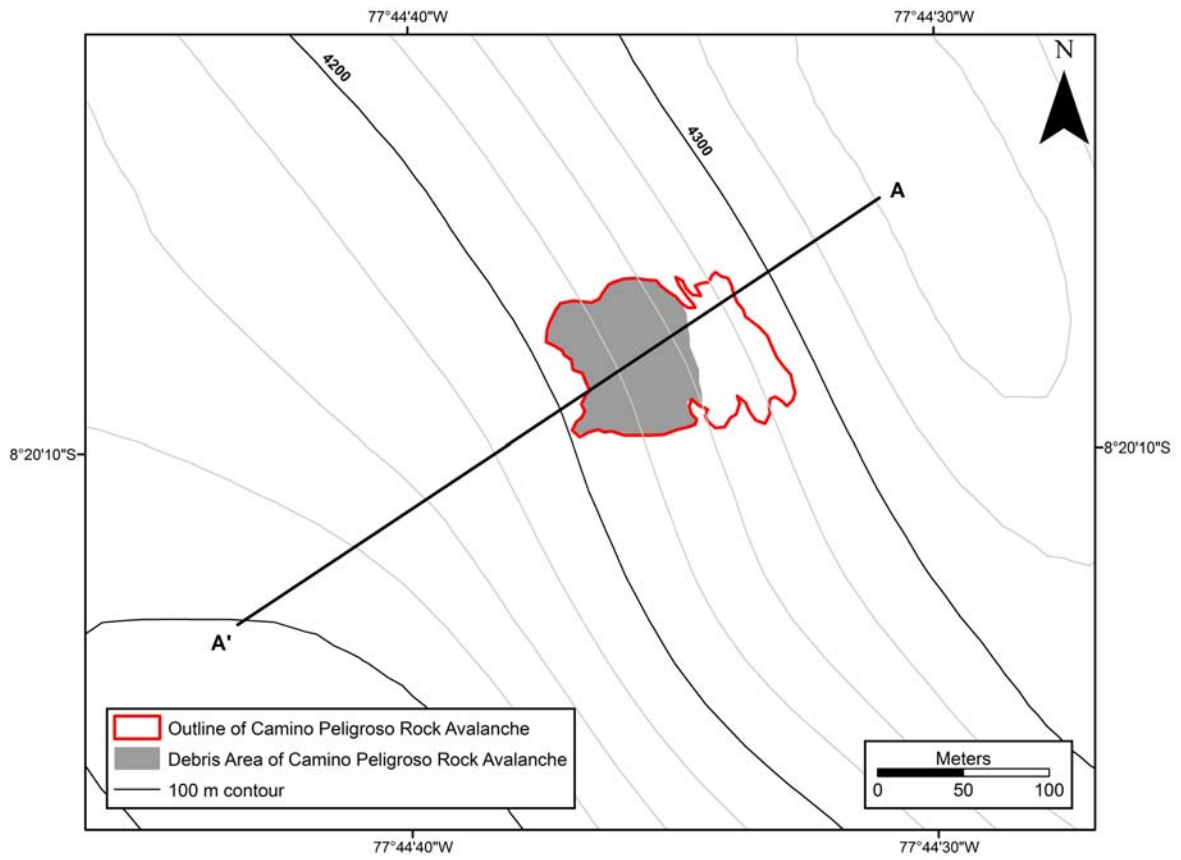 77°44'40"W
77°44'30"W
N
4200
4300
A
8°20'10"S
8°20'10"S
A'
Outline of Camino Peligroso Rock Avalanche
Debris Area of Camino Peligroso Rock Avalanche
100 m contour
Meters
0 50 100
77°44'40"W
77°44'30"W